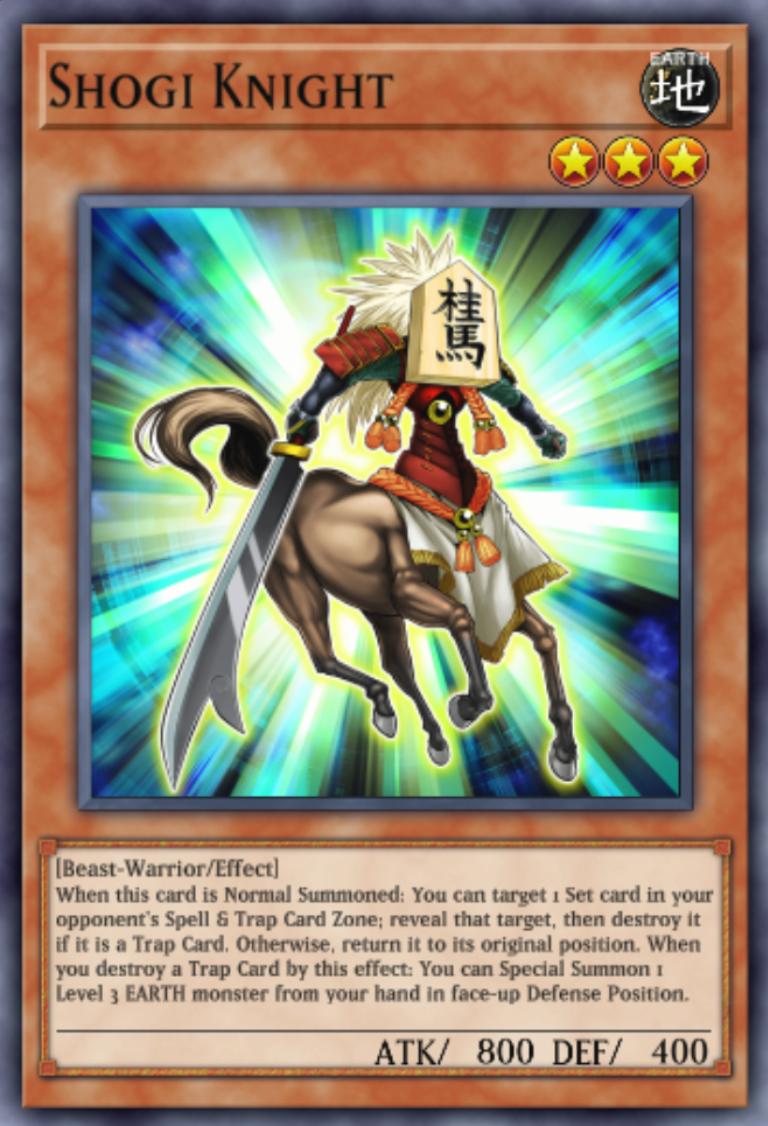 Shogi Knight
EARTH
地
桂馬
[Beast-Warrior/Effect]
When this card is Normal Summoned: You can target 1 Set card in your
opponent's Spell & Trap Card Zone; reveal that target, then destroy it
if it is a Trap Card. Otherwise, return it to its original position. When
you destroy a Trap Card by this effect: You can Special Summon 1
Level 3 EARTH monster from your hand in face-up Defense Position.
ATK/ 800 DEF/ 400